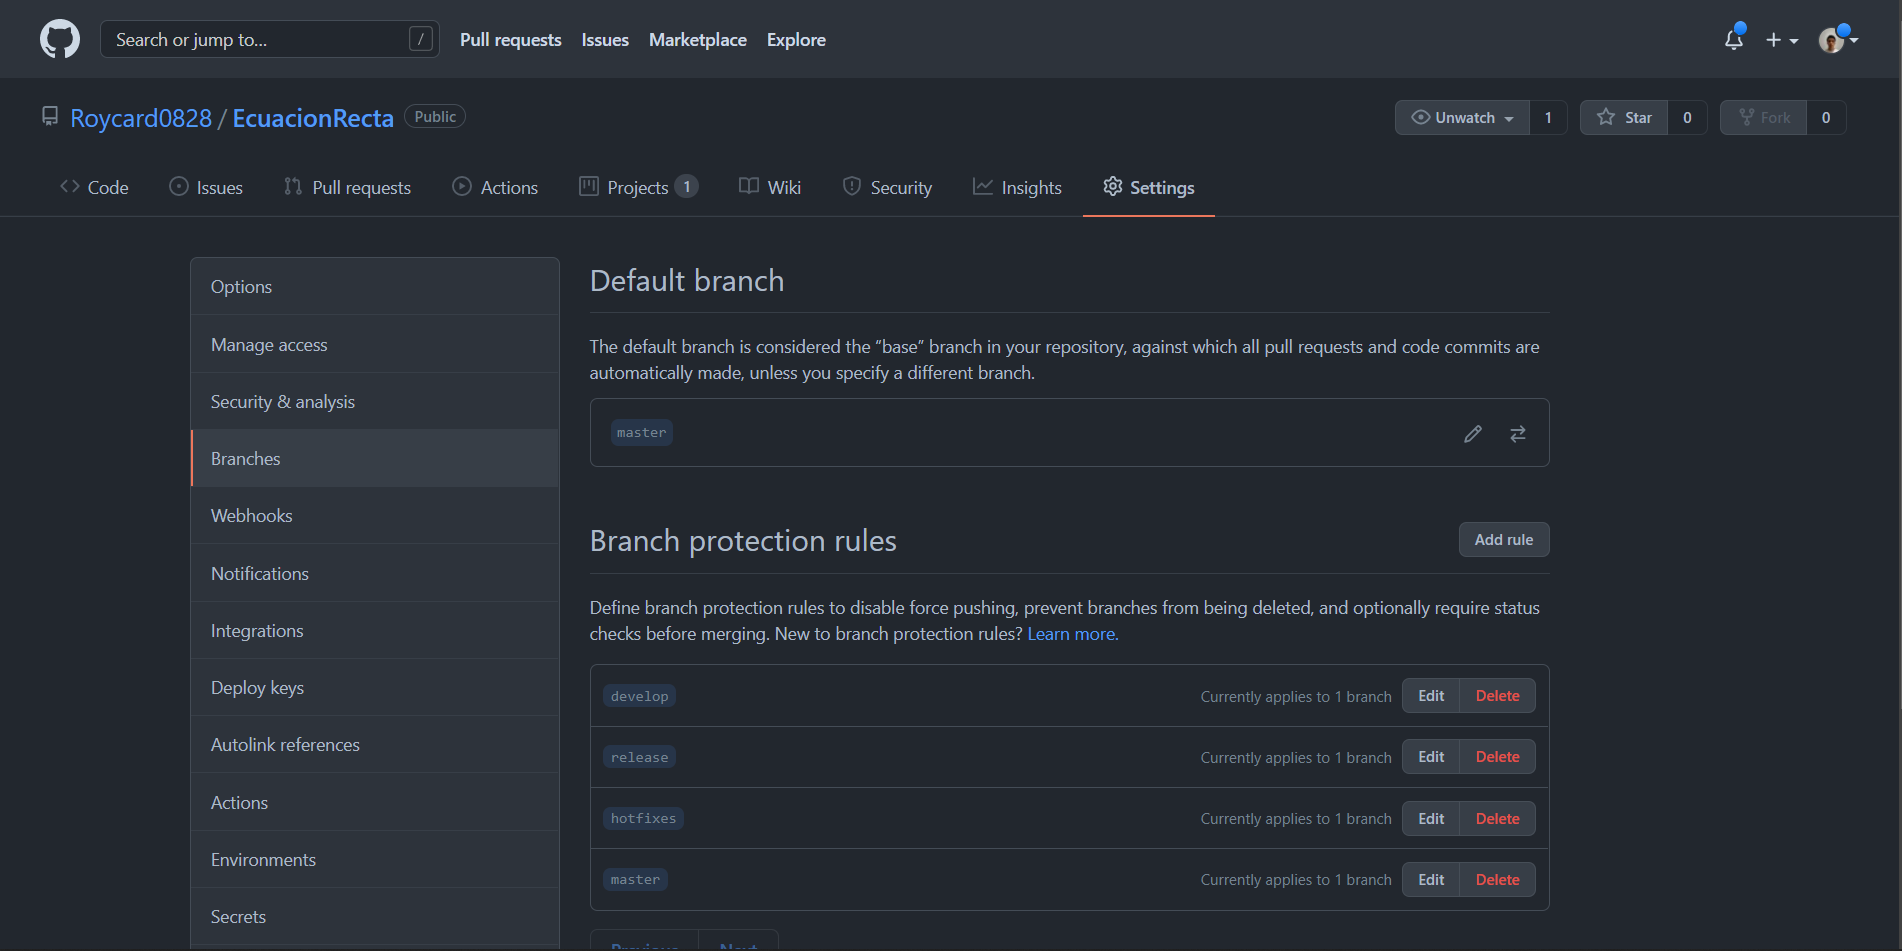 Search or jump to... /
Pull requests Issues Marketplace Explore
Roycard0828 / EcuacionRecta Public
Unwatch 1 Star 0 Fork 0
Code Issues Pull requests Actions Projects 1 Wiki Security Insights Settings
Options
Manage access
Security & analysis
Branches
Webhooks
Notifications
Integrations
Deploy keys
Autolink references
Actions
Environments
Secrets
Default branch
The default branch is considered the “base” branch in your repository, against which all pull requests and code commits are
automatically made, unless you specify a different branch.
master
Branch protection rules
Add rule
Define branch protection rules to disable force pushing, prevent branches from being deleted, and optionally require status
checks before merging. New to branch protection rules? Learn more.
develop Currently applies to 1 branch Edit Delete
release Currently applies to 1 branch Edit Delete
hotfixes Currently applies to 1 branch Edit Delete
master Currently applies to 1 branch Edit Delete
Previous Next